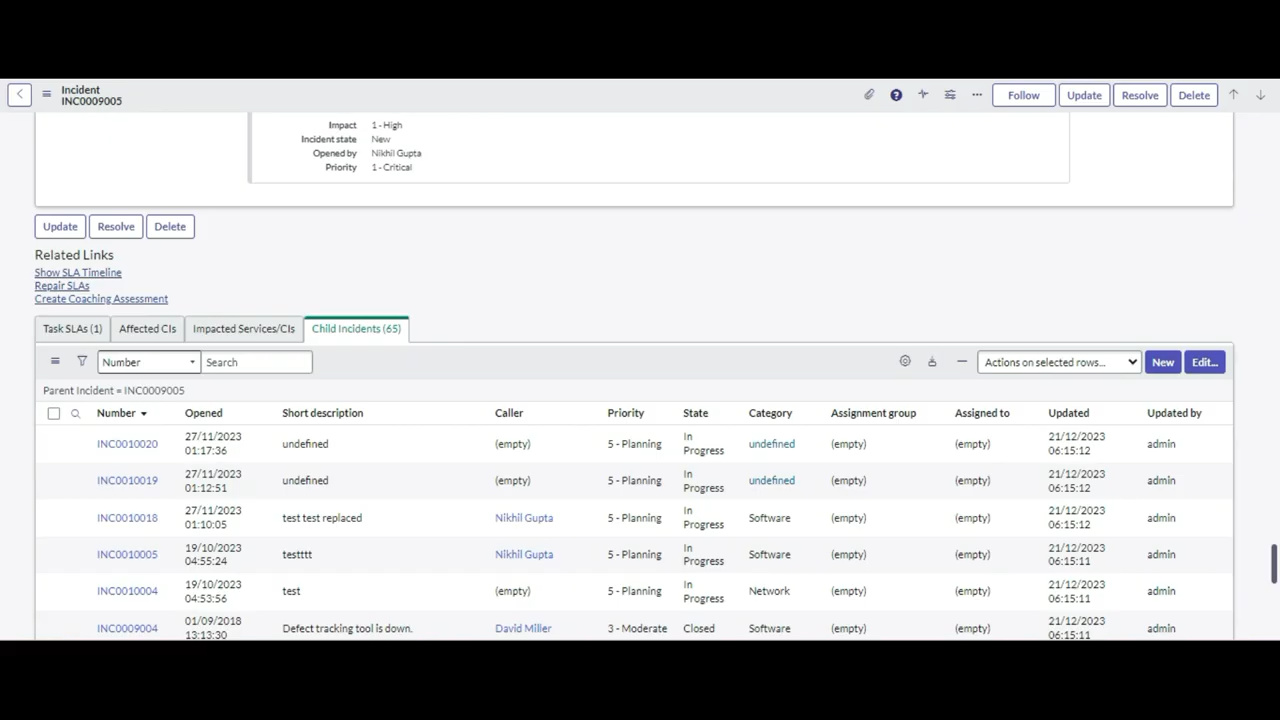 Incident
INC0009005
Follow Update Resolve Delete
Impact 1 - High
Incident state New
Opened by Nikhil Gupta
Priority 1 - Critical
Update Resolve Delete
Related Links
Show SLA Timeline
Repair SLAs
Create Coaching Assessment
Task SLAs (1) Affected CIs Impacted Services/CIs Child Incidents (65)
Number Search Actions on selected rows... New Edit...
Parent Incident = INC0009005
Number Opened Short description Caller Priority State Category Assignment group Assigned to Updated Updated by
INC0010020 27/11/2023 01:17:36 undefined (empty) 5 - Planning In Progress undefined (empty) (empty) 21/12/2023 06:15:12 admin
INC0010019 27/11/2023 01:12:51 undefined (empty) 5 - Planning In Progress undefined (empty) (empty) 21/12/2023 06:15:12 admin
INC0010018 27/11/2023 01:10:05 test test replaced Nikhil Gupta 5 - Planning In Progress Software (empty) (empty) 21/12/2023 06:15:12 admin
INC0010005 19/10/2023 04:55:24 testttt Nikhil Gupta 5 - Planning In Progress Software (empty) (empty) 21/12/2023 06:15:11 admin
INC0010004 19/10/2023 04:53:56 test (empty) 5 - Planning In Progress Network (empty) (empty) 21/12/2023 06:15:11 admin
INC0009004 01/09/2018 13:13:30 Defect tracking tool is down. David Miller 3 - Moderate Closed Software (empty) (empty) 21/12/2023 06:15:11 admin